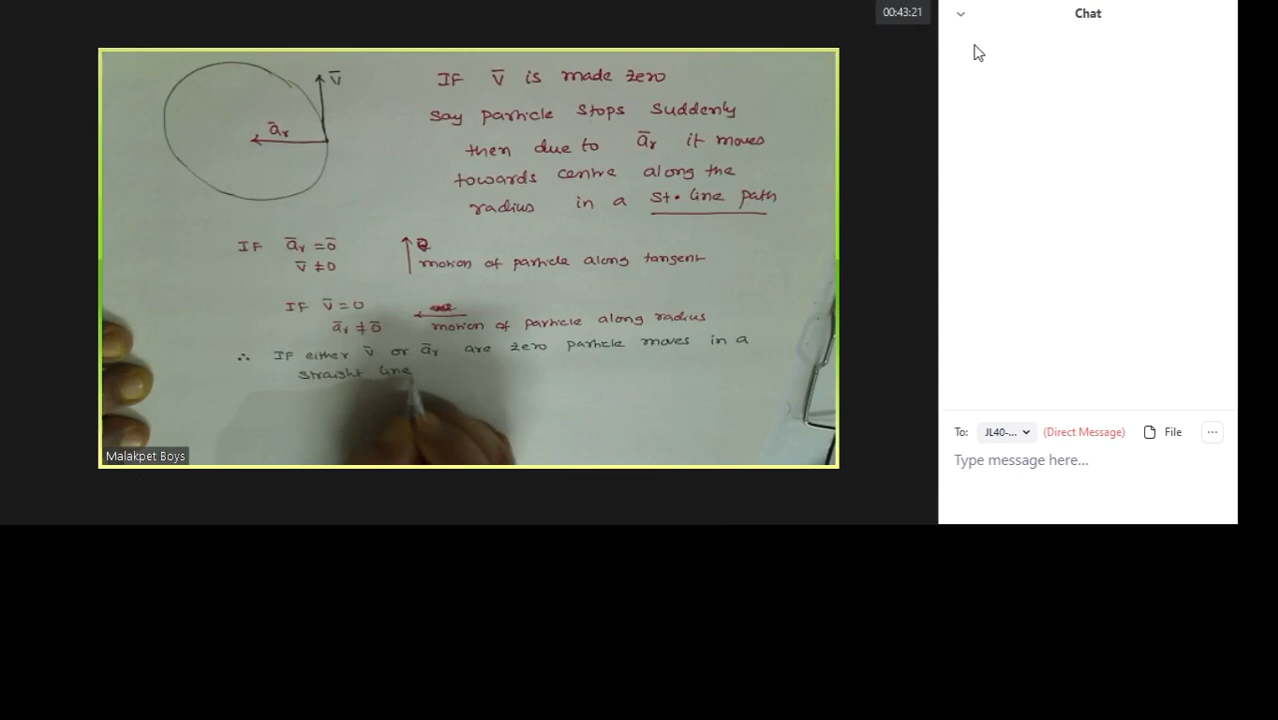 00:43:21
Chat
v̄
āᵣ
IF v̄ is made zero
say particle stops suddenly
then due to āᵣ it moves
towards centre along the
radius in a st. line path
IF āᵣ = 0̄
v̄ ≠ 0
motion of particle along tangent
IF v̄ = 0
āᵣ ≠ 0̄
motion of particle along radius
∴ IF either v̄ or āᵣ are zero particle moves in a
straight line
Malakpet Boys
To: JL40-... (Direct Message) File ...
Type message here...